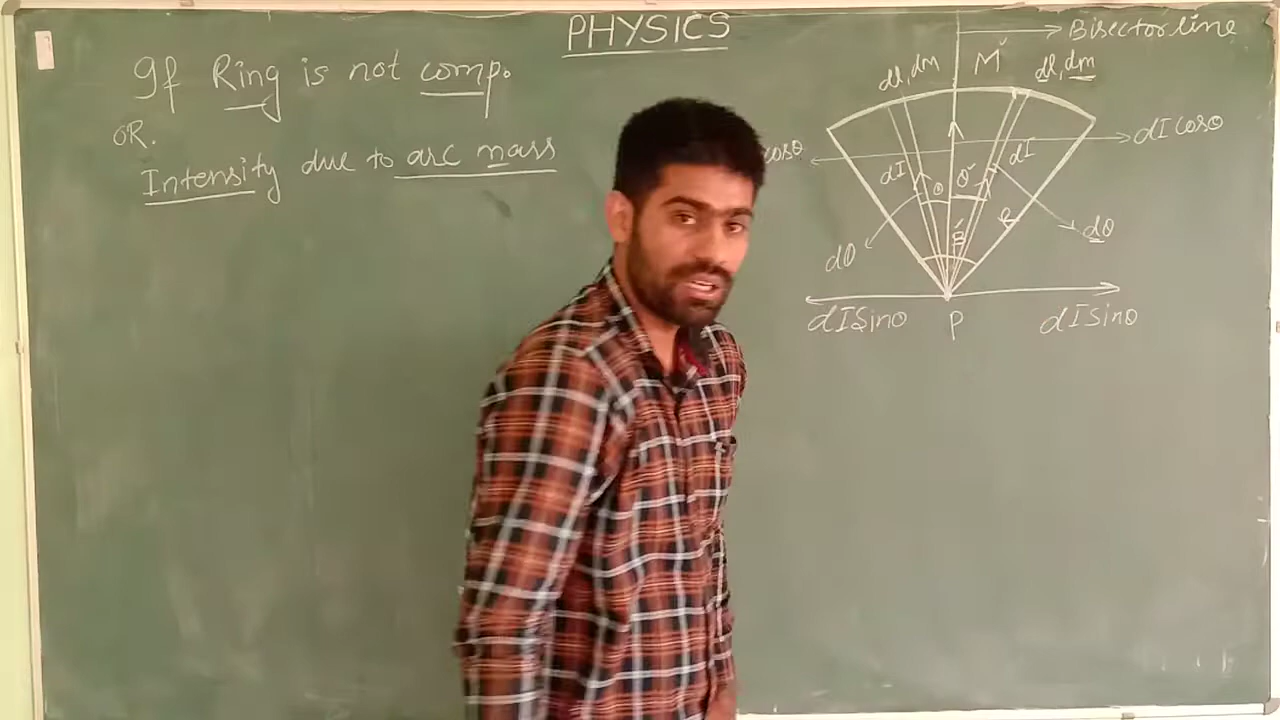 PHYSICS
If Ring is not comp.
OR.
Intensity due to arc mass
Bisector line
dl, dm
M
dl, dm
cosθ
dI cosθ
dI
θ
θ
dI
dθ
β
R
dθ
dI Sinθ
P
dI Sinθ